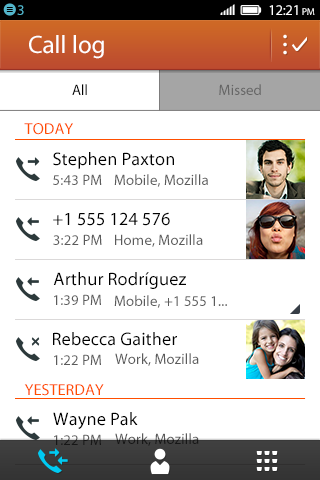 3 12:21 PM
Call log
All Missed
TODAY
Stephen Paxton
5:43 PM Mobile, Mozilla
+1 555 124 576
3:22 PM Home, Mozilla
Arthur Rodríguez
1:39 PM Mobile, +1 555 1...
Rebecca Gaither
1:22 PM Work, Mozilla
YESTERDAY
Wayne Pak
1:22 PM Work, Mozilla